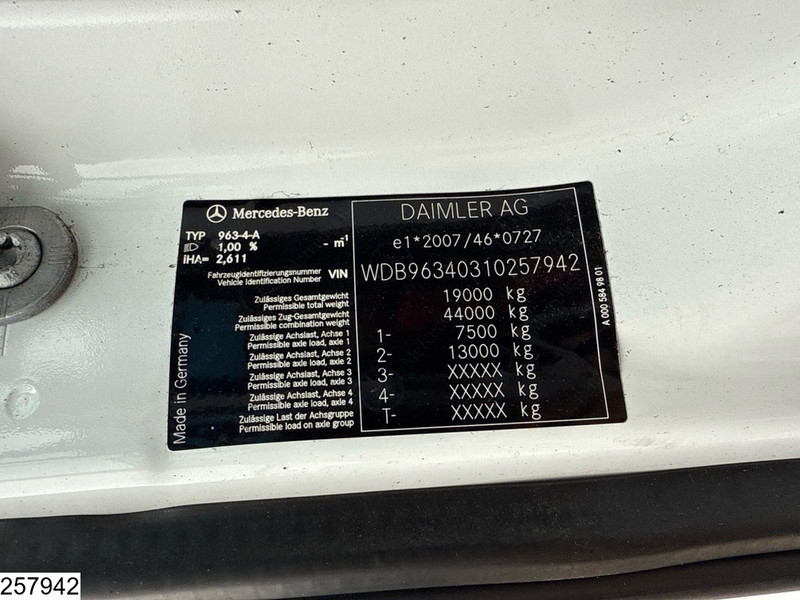 Mercedes-Benz
TYP 963-4-A
1,00 % - m⁻¹
iHA= 2,611
Fahrzeugidentifizierungsnummer
Vehicle Identification Number VIN
Zulässiges Gesamtgewicht
Permissible total weight
Zulässiges Zug-Gesamtgewicht
Permissible combination weight
Zulässige Achslast, Achse 1
Permissible axle load, axle 1
Zulässige Achslast, Achse 2
Permissible axle load, axle 2
Zulässige Achslast, Achse 3
Permissible axle load, axle 3
Zulässige Achslast, Achse 4
Permissible axle load, axle 4
Zulässige Last der Achsgruppe
Permissible load on axle group
Made in Germany
DAIMLER AG
e1*2007/46*0727
WDB96340310257942
19000 kg
44000 kg
1- 7500 kg
2- 13000 kg
3- XXXXX kg
4- XXXXX kg
T- XXXXX kg
A 000 584 98 01
257942